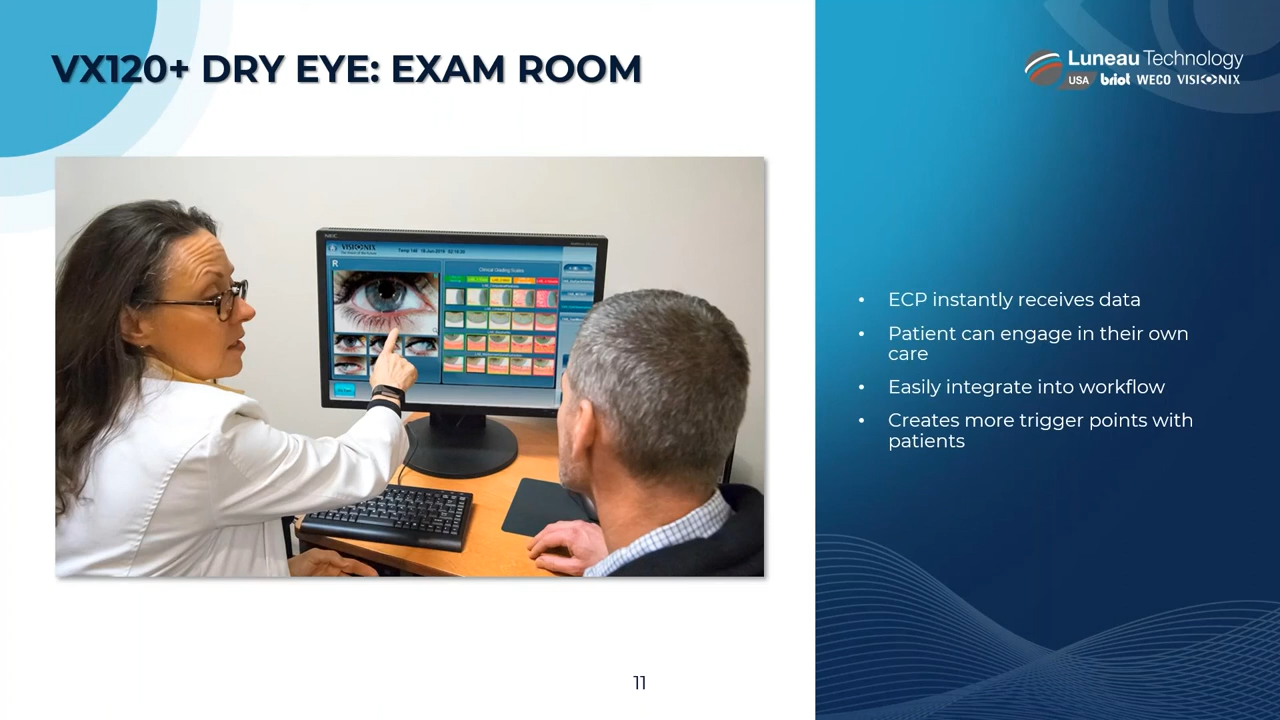 VX120+ DRY EYE: EXAM ROOM
Luneau Technology
USA briot WECO VISIONIX
NEC
VISIONIX
R
Clinical Grading Scales
• ECP instantly receives data
• Patient can engage in their own
care
• Easily integrate into workflow
• Creates more trigger points with
patients
11